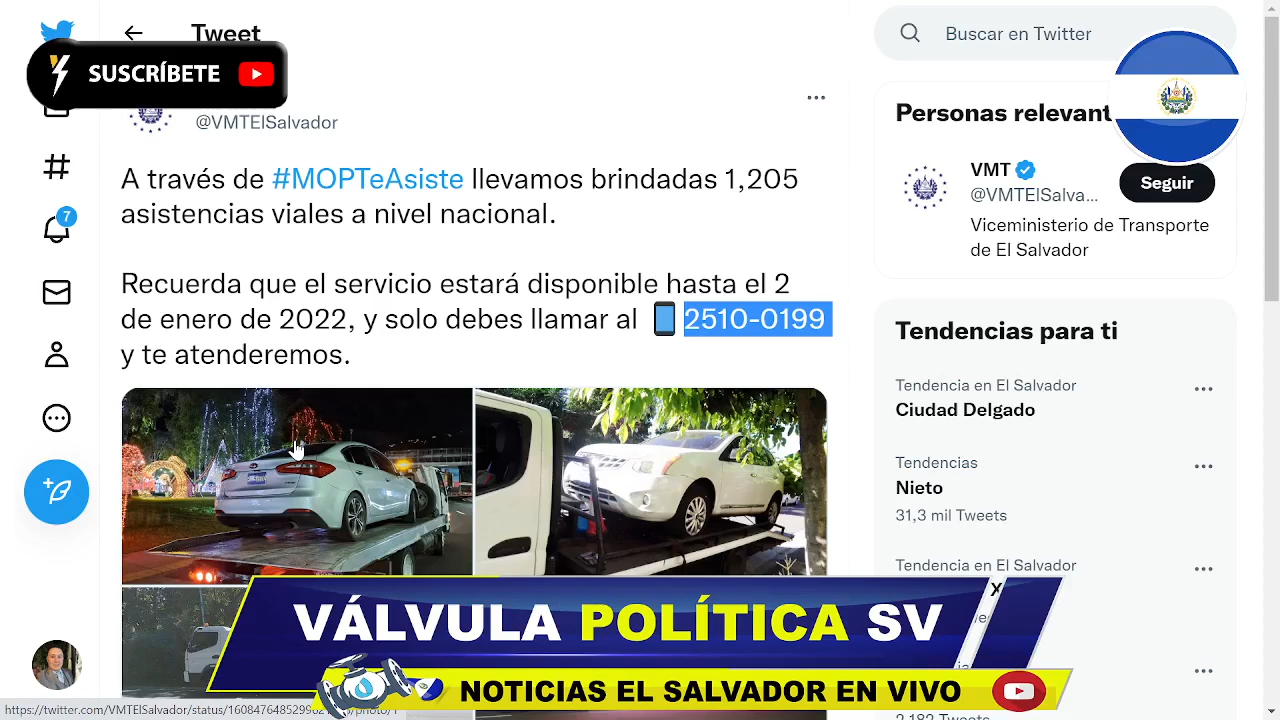 Tweet
Buscar en Twitter
SUSCRÍBETE
@VMTElSalvador
Personas relevant
VMT
@VMTElSalva...
Seguir
Viceministerio de Transporte
de El Salvador
7
A través de #MOPTeAsiste llevamos brindadas 1,205
asistencias viales a nivel nacional.
Recuerda que el servicio estará disponible hasta el 2
de enero de 2022, y solo debes llamar al 2510-0199
y te atenderemos.
Tendencias para ti
Tendencia en El Salvador
Ciudad Delgado
Tendencias
Nieto
31,3 mil Tweets
Tendencia en El Salvador
X
VÁLVULA POLÍTICA SV
NOTICIAS EL SALVADOR EN VIVO